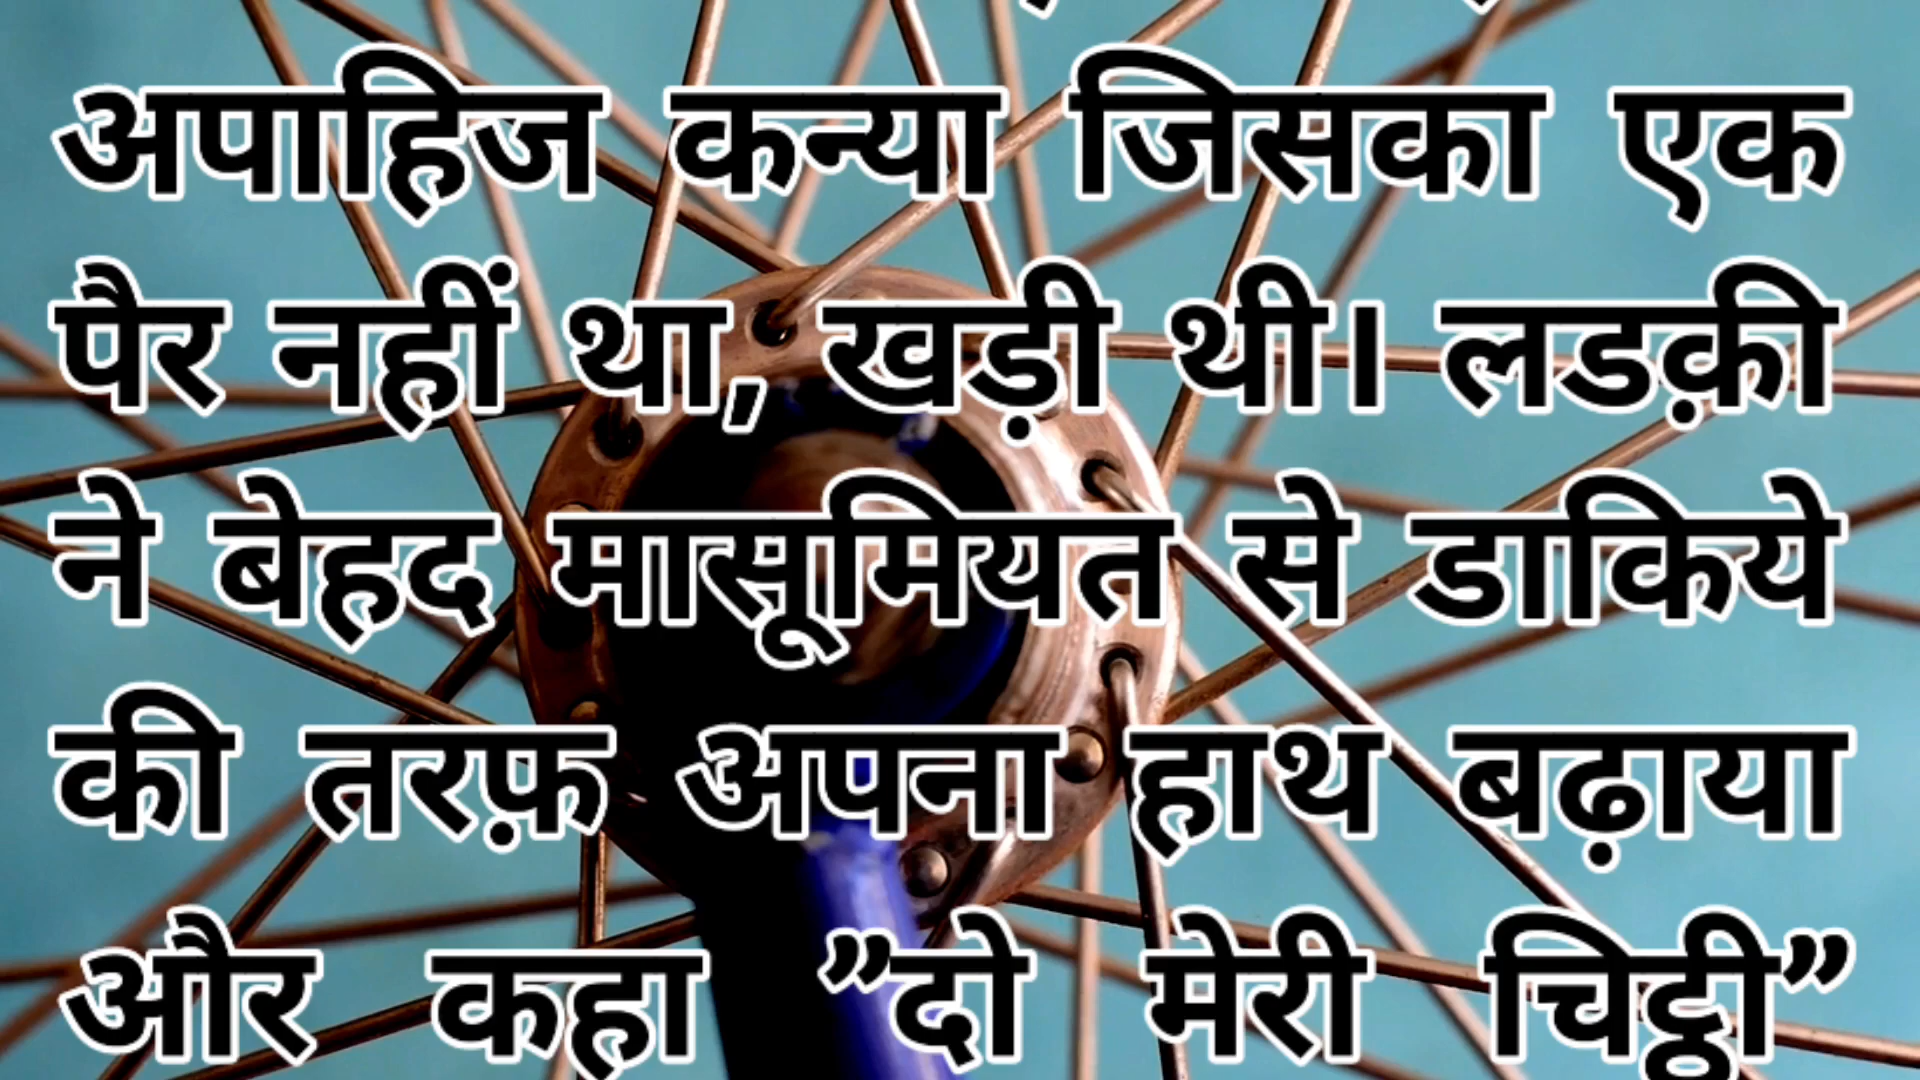 अपाहिज कन्या जिसका एक
पैर नहीं था, खड़ी थी। लडक़ी
ने बेहद मासूमियत से डाकिये
की तरफ़ अपना हाथ बढ़ाया
और कहा ”दो मेरी चिट्ठी”